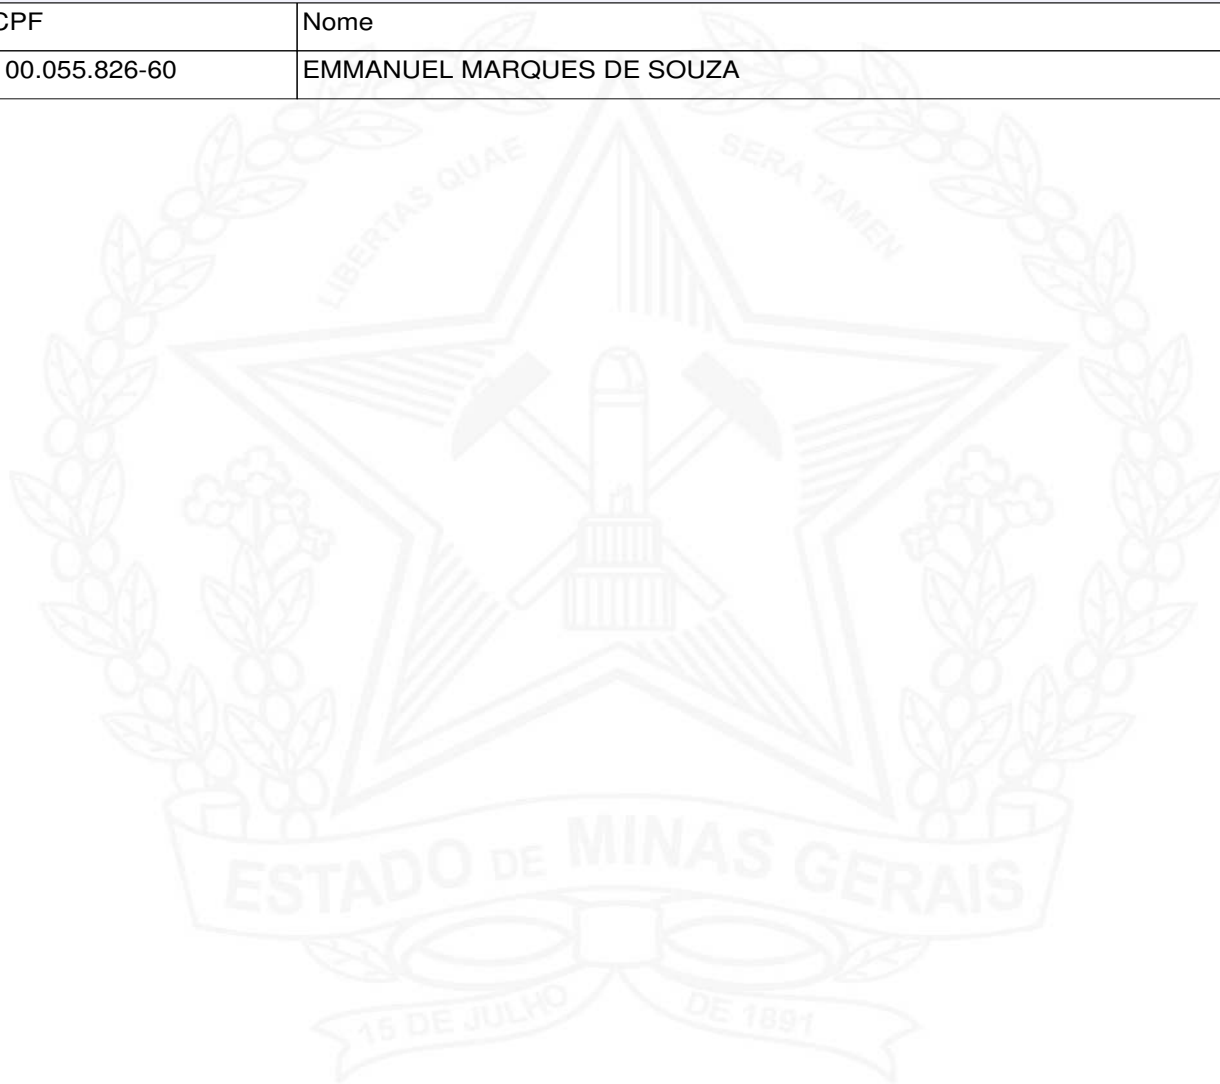 CPF Nome
00.055.826-60 EMMANUEL MARQUES DE SOUZA
LIBERTAS QUAE SERA TAMEN
ESTADO DE MINAS GERAIS
15 DE JULHO DE 1891